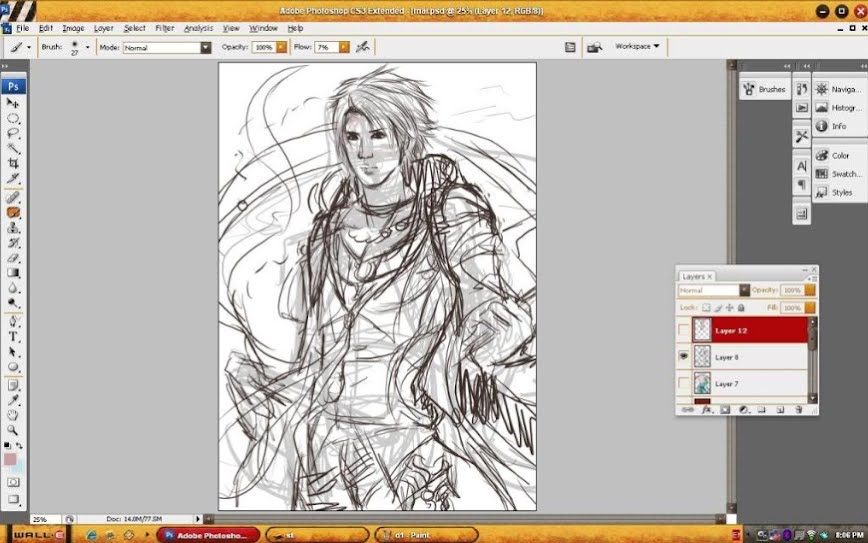 Adobe Photoshop CS3 Extended - [mac.psd @ 25% (Layer 12, RGB/8)]
File Edit Image Layer Select Filter Analysis View Window Help
Brush: 27 Mode: Normal Opacity: 100% Flow: 7% Workspace
Ps
Brushes
Naviga...
Histogr...
Info
Color
Swatch...
Styles
Layers
Normal Opacity: 100%
Lock: Fill: 100%
Layer 12
Layer 8
Layer 7
25% Doc: 14.0M/77.5M
WALL-E Adobe Photosho... st d1 - Paint 8:06 PM